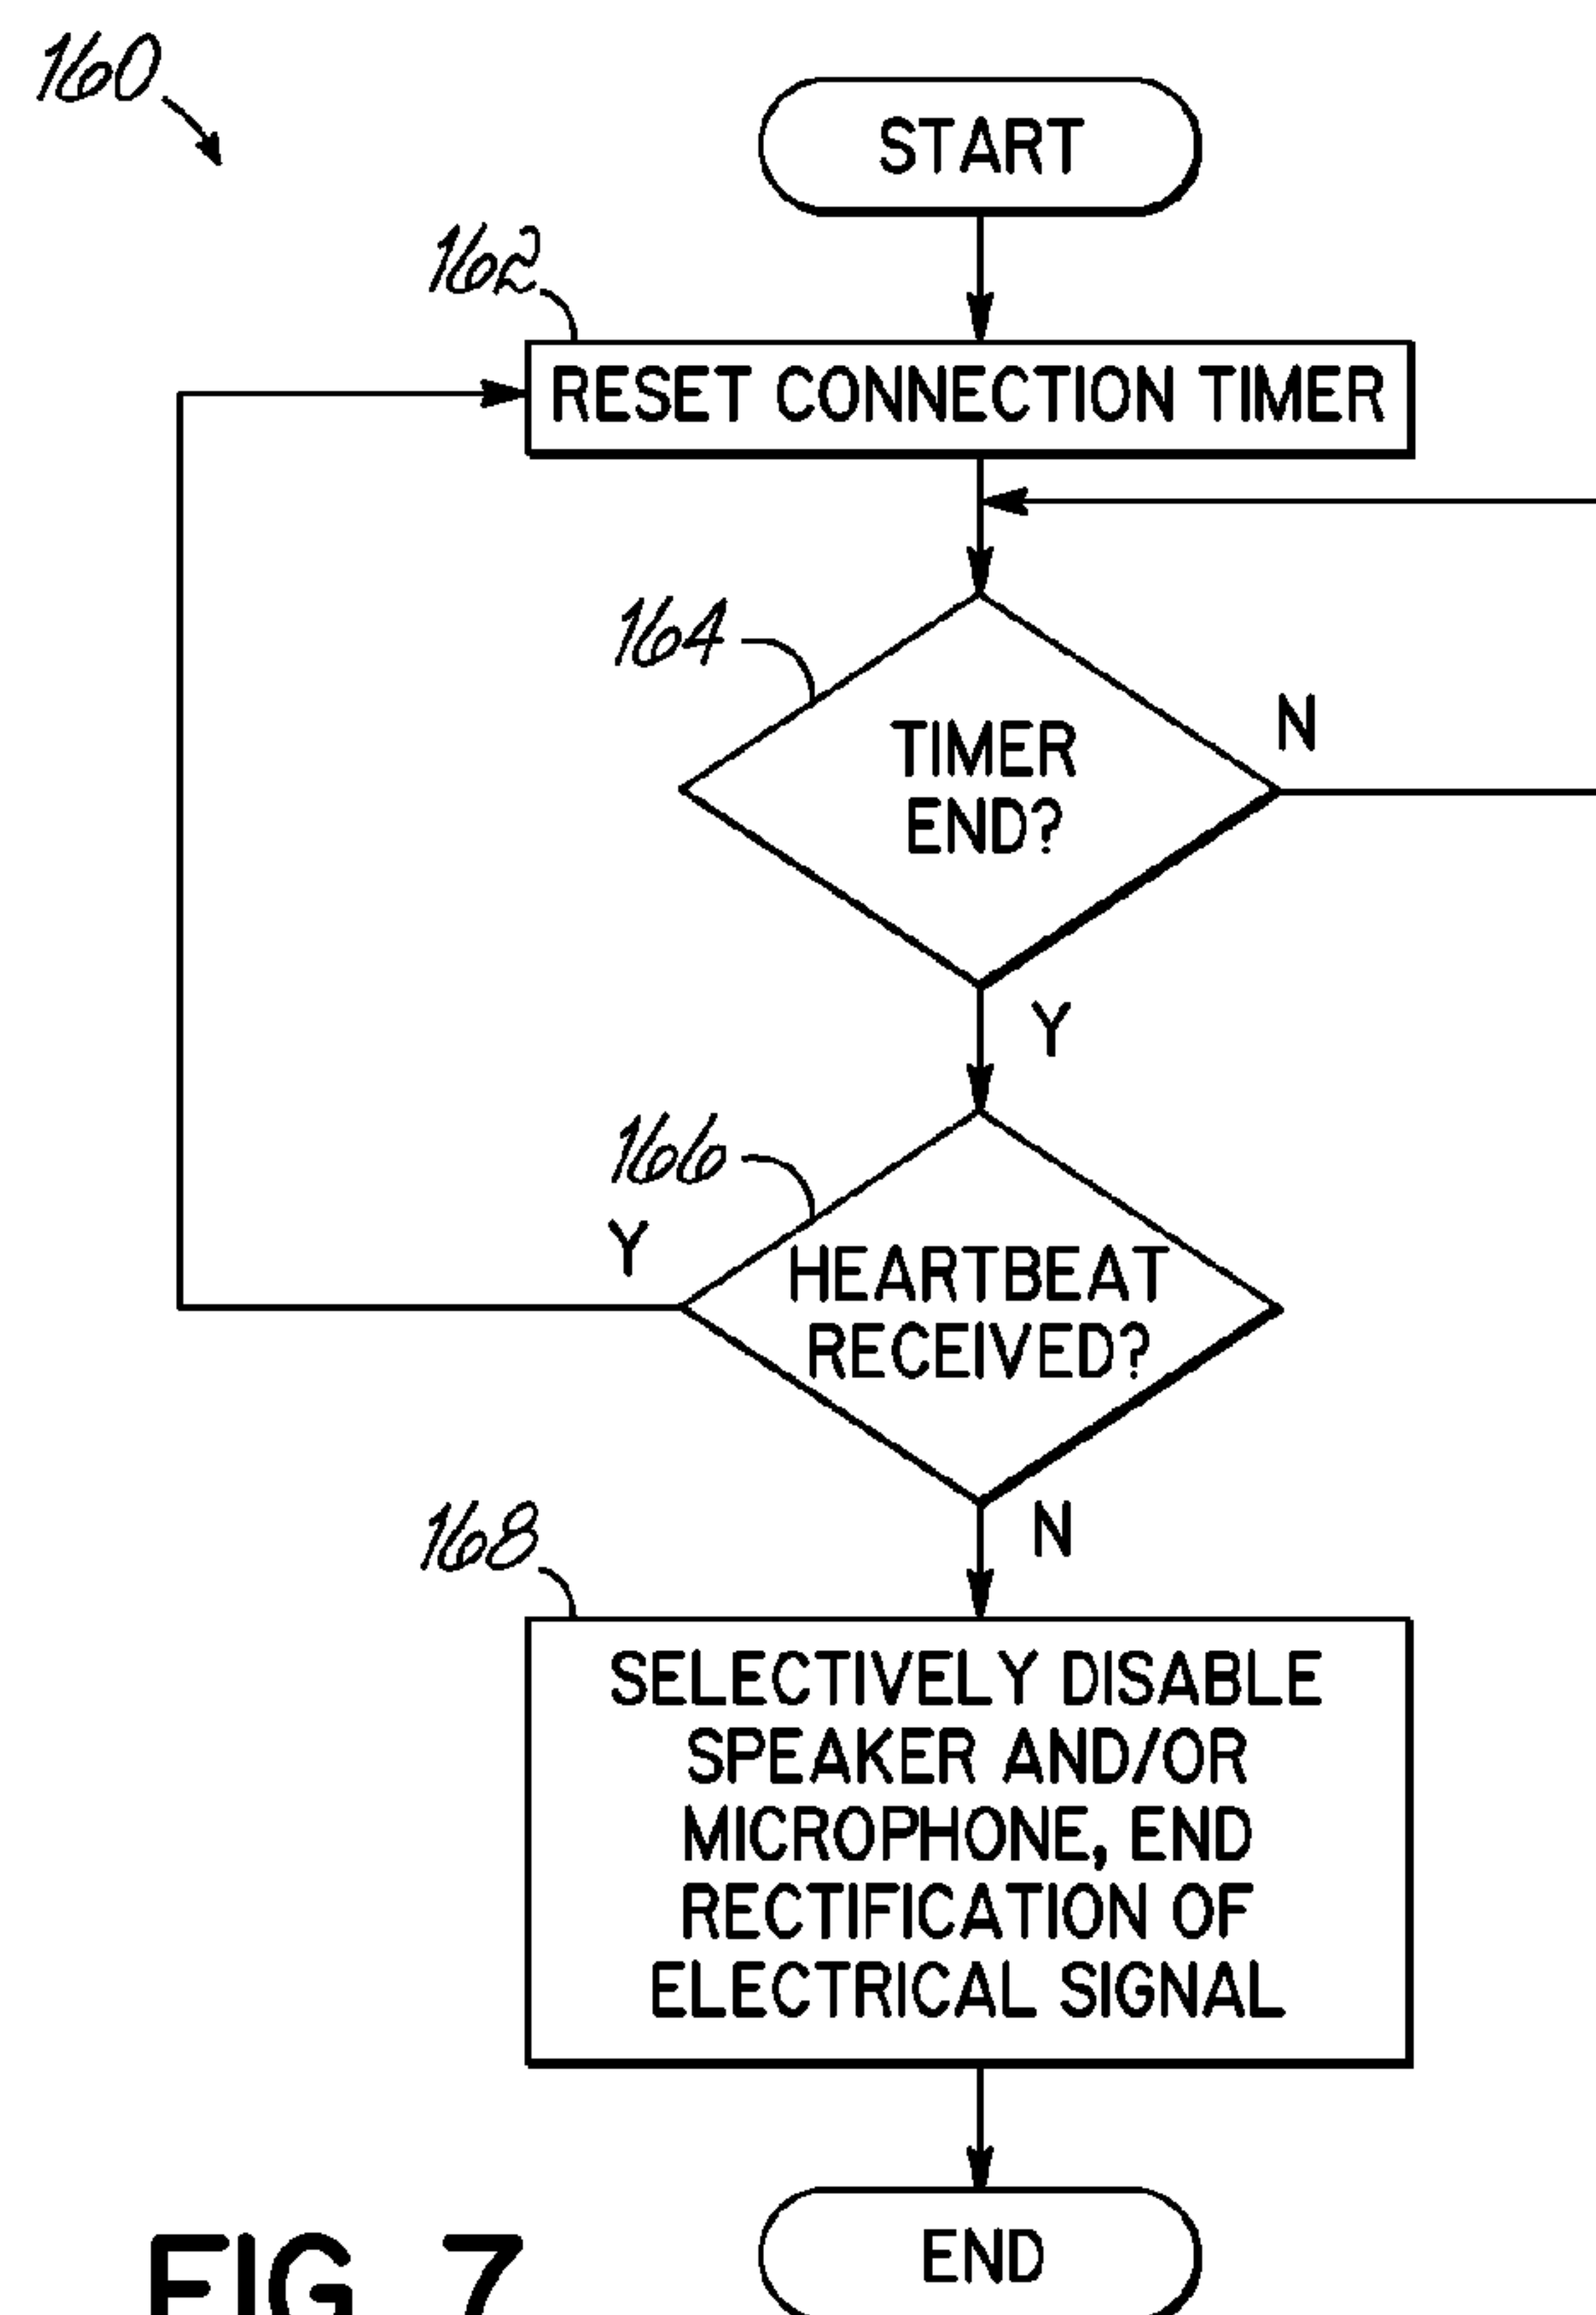 160
START
162
RESET CONNECTION TIMER
164
TIMER
END?
N
Y
166
Y
HEARTBEAT
RECEIVED?
N
168
SELECTIVELY DISABLE
SPEAKER AND/OR
MICROPHONE, END
RECTIFICATION OF
ELECTRICAL SIGNAL
END
FIG 7